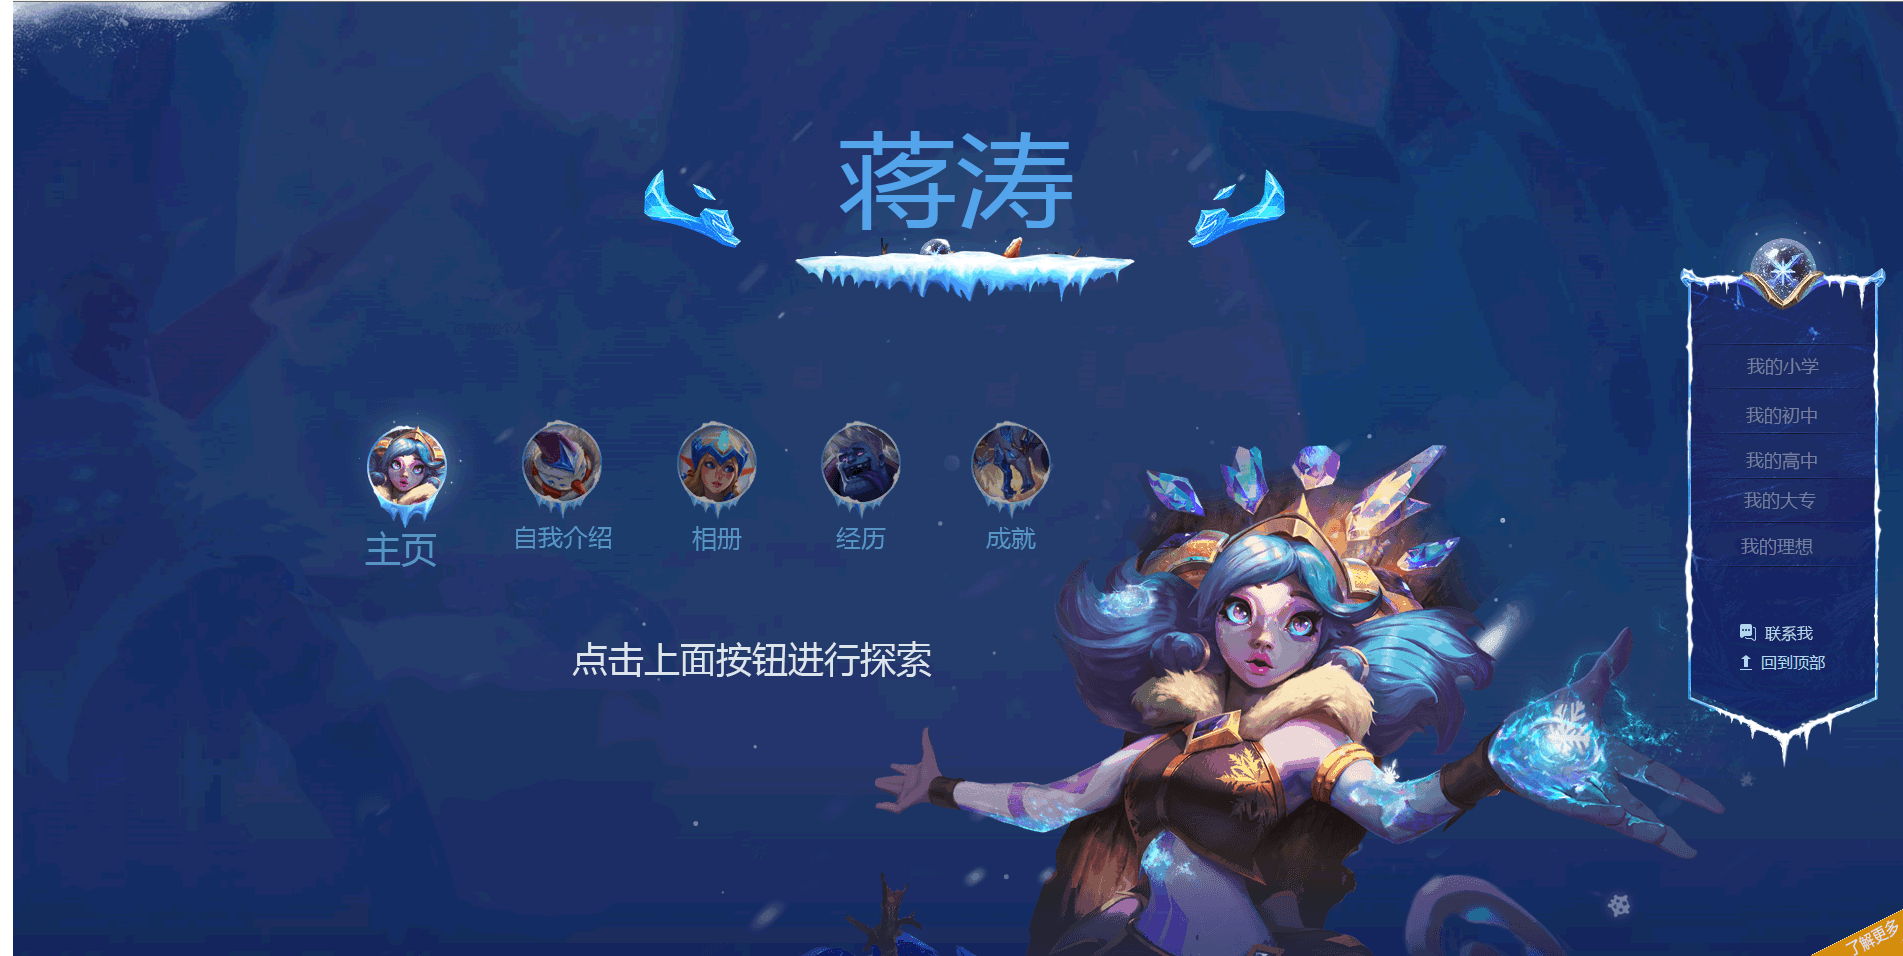 蒋涛
主页
自我介绍
相册
经历
成就
点击上面按钮进行探索
我的小学
我的初中
我的高中
我的大专
我的理想
联系我
回到顶部
了解更多